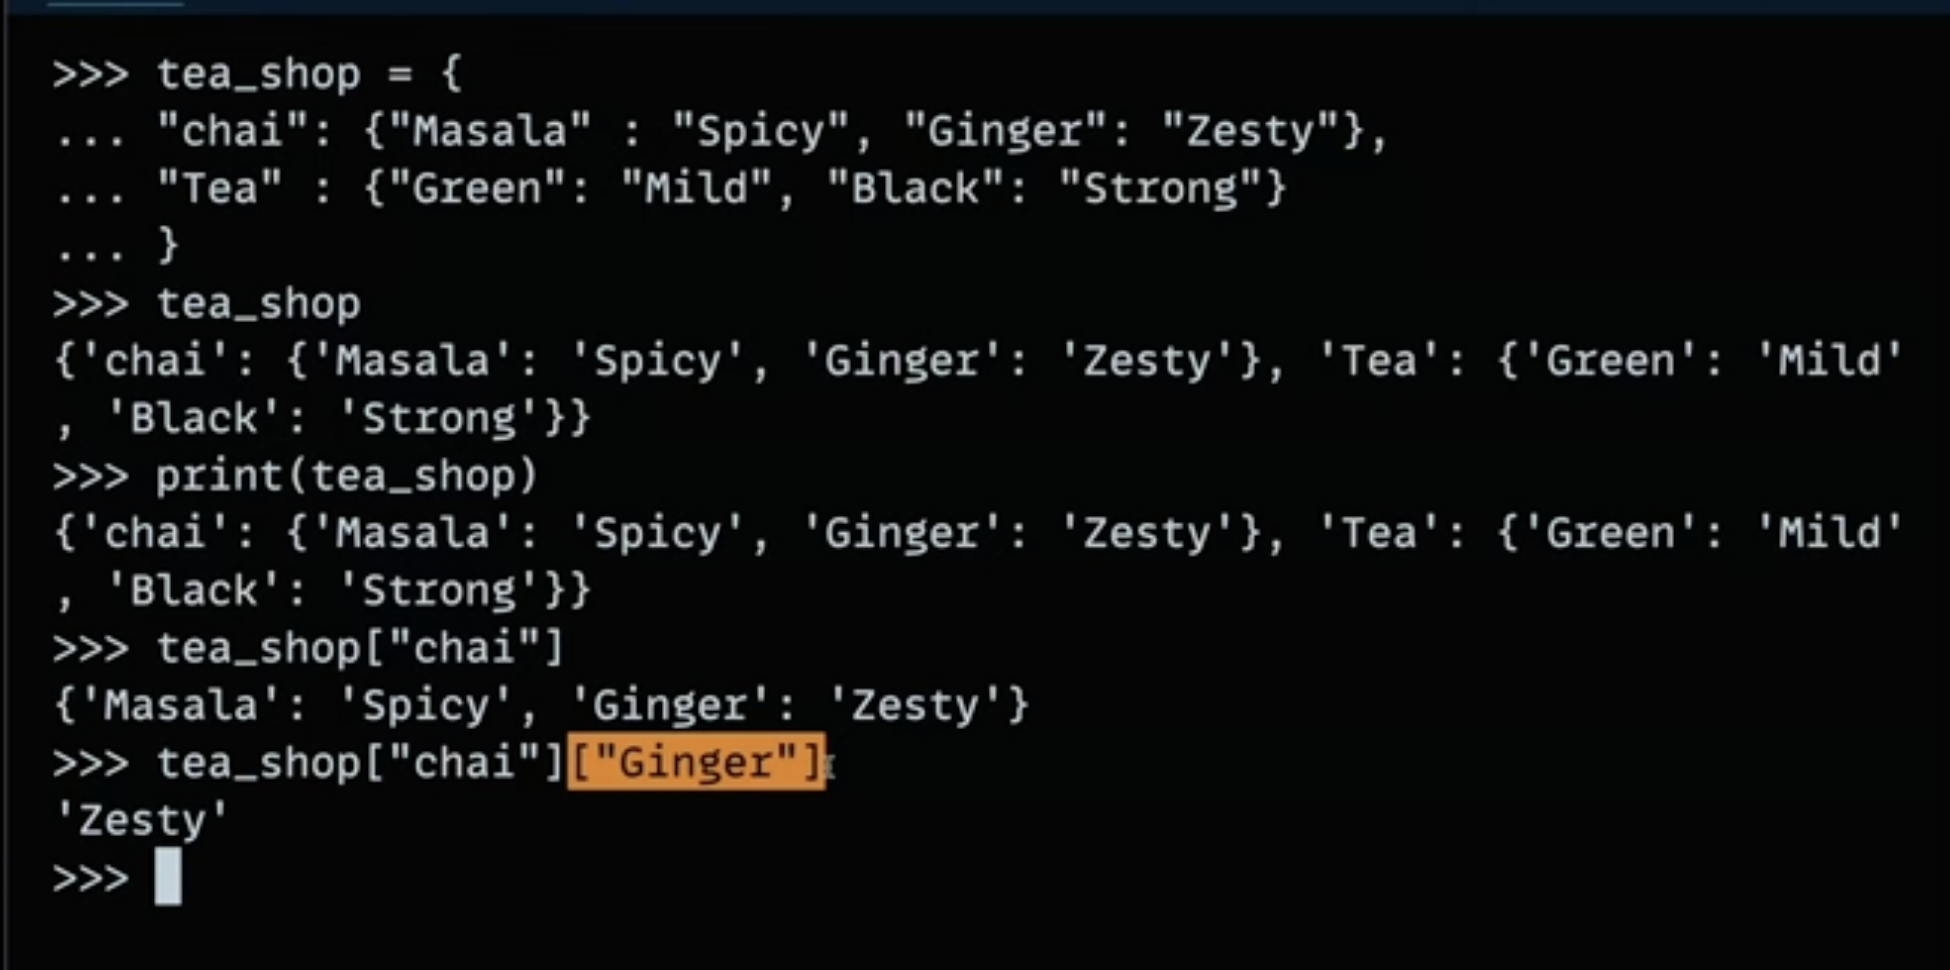 >>> tea_shop = {
... "chai": {"Masala" : "Spicy", "Ginger": "Zesty"},
... "Tea" : {"Green": "Mild", "Black": "Strong"}
... }
>>> tea_shop
{'chai': {'Masala': 'Spicy', 'Ginger': 'Zesty'}, 'Tea': {'Green': 'Mild'
, 'Black': 'Strong'}}
>>> print(tea_shop)
{'chai': {'Masala': 'Spicy', 'Ginger': 'Zesty'}, 'Tea': {'Green': 'Mild'
, 'Black': 'Strong'}}
>>> tea_shop["chai"]
{'Masala': 'Spicy', 'Ginger': 'Zesty'}
>>> tea_shop["chai"]["Ginger"]
'Zesty'
>>>